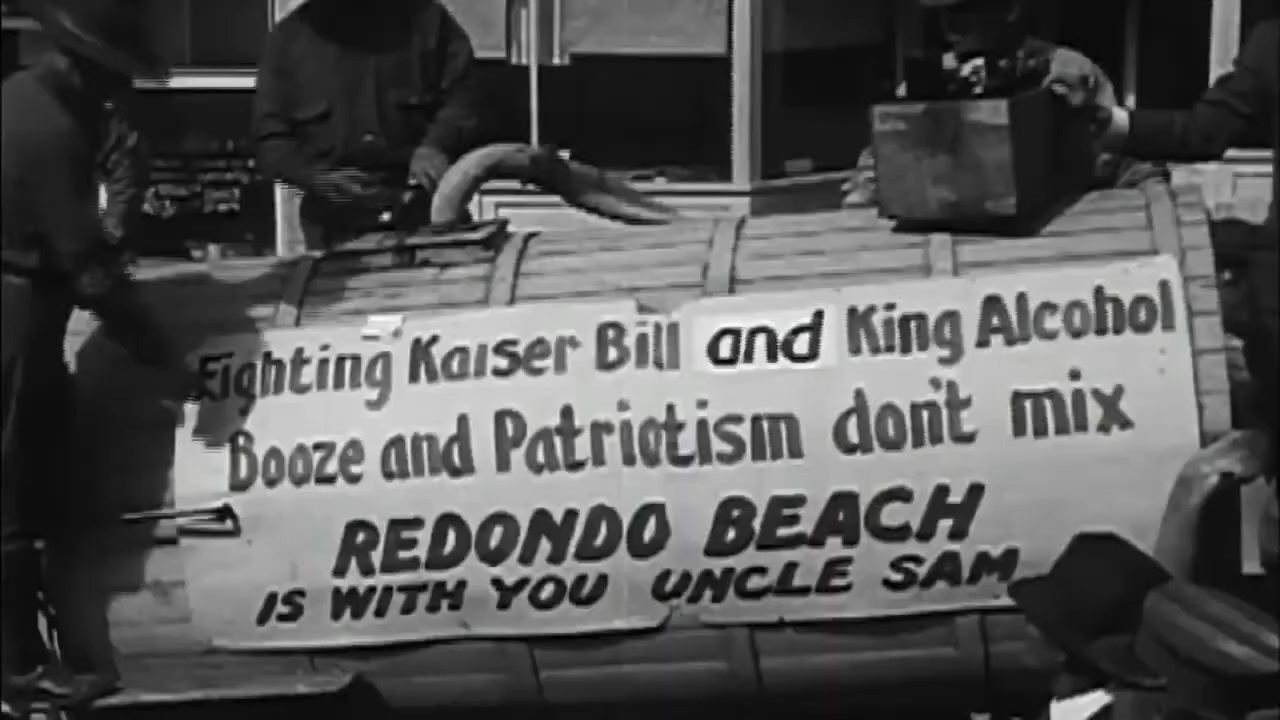 Fighting Kaiser Bill and King Alcohol
Booze and Patriotism don't mix
REDONDO BEACH
IS WITH YOU UNCLE SAM